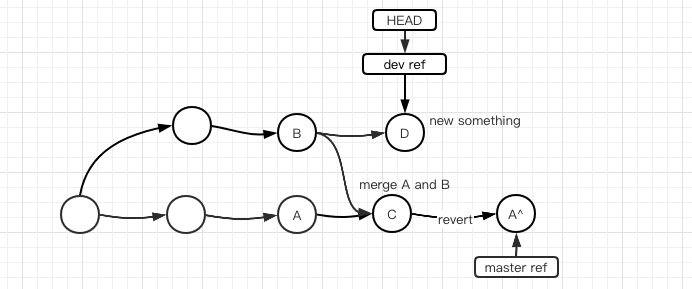 HEAD
dev ref
B
D
new something
merge A and B
A
C
revert
A^
master ref